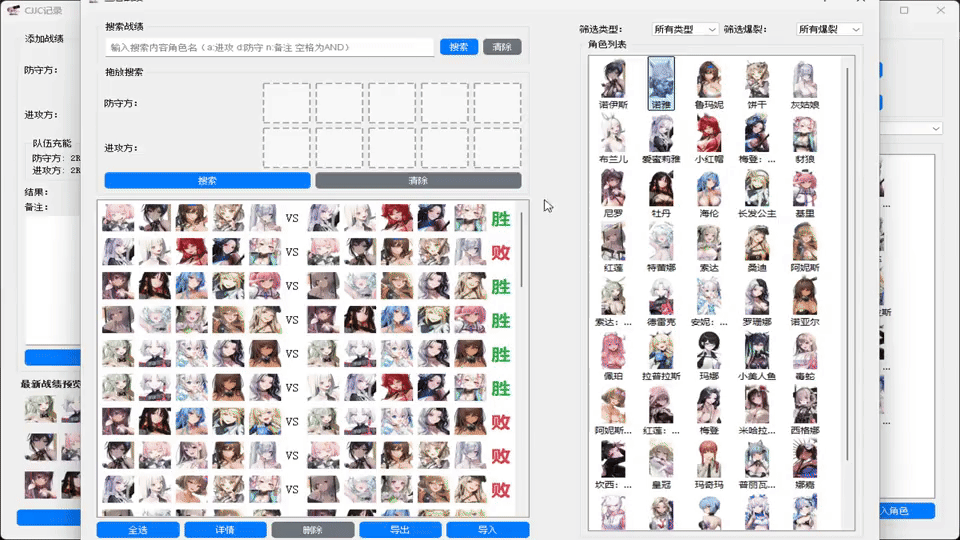 CJJC记录
添加战绩
防守方：
进攻方：
队伍充能
防守方：2R
进攻方：2R
结果：
备注：
最新战绩预览
搜索战绩
输入搜索内容角色名（a:进攻 d:防守 n:备注 空格为AND）
搜索
清除
拖放搜索
防守方：
进攻方：
搜索
清除
VS 胜
VS 败
VS 胜
VS 胜
VS 胜
VS 胜
VS 败
VS 败
VS 败
全选
详情
删除
导出
导入
筛选类型：
所有类型
筛选爆裂：
所有爆裂
角色列表
诺伊斯 诺雅 鲁玛妮 饼干 灰姑娘
布兰儿 爱蜜莉雅 小红帽 梅登：... 豺狼
尼罗 牡丹 海伦 长发公主 基里
红莲 特蕾娜 索达 桑迪 阿妮斯
索达：... 德雷克 安妮：... 罗珊娜 诺亚尔
佩珀 拉普拉斯 玛娜 小美人鱼 毒蛇
阿妮斯... 红莲：... 梅登 米哈拉... 西格娜
坎西：... 皇冠 玛奇玛 普丽瓦... 娜嘉
入角色